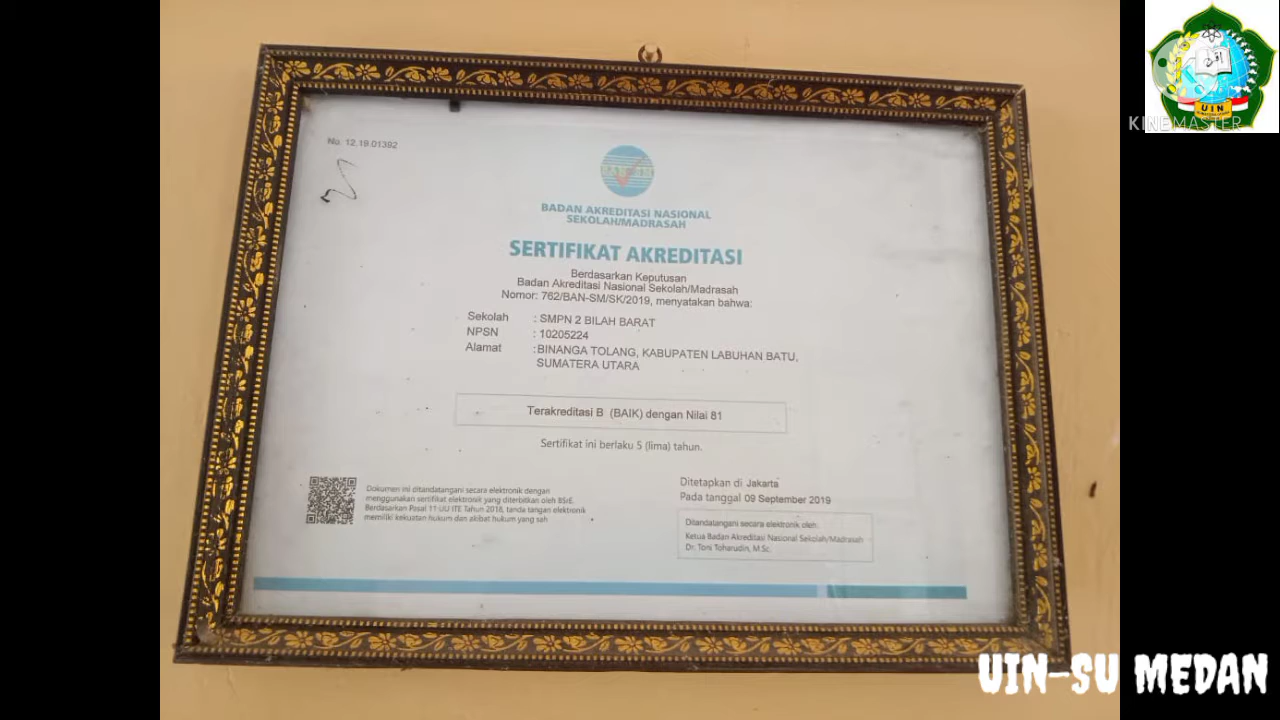 No. 12.19.01392
BADAN AKREDITASI NASIONAL
SEKOLAH/MADRASAH
SERTIFIKAT AKREDITASI
Berdasarkan Keputusan
Badan Akreditasi Nasional Sekolah/Madrasah
Nomor: 762/BAN-SM/SK/2019, menyatakan bahwa:
Sekolah : SMPN 2 BILAH BARAT
NPSN : 10205224
Alamat : BINANGA TOLANG, KABUPATEN LABUHAN BATU,
SUMATERA UTARA
Terakreditasi B (BAIK) dengan Nilai 81
Sertifikat ini berlaku 5 (lima) tahun.
Dokumen ini ditandatangani secara elektronik dengan
menggunakan sertifikat elektronik yang diterbitkan oleh BSrE.
Berdasarkan Pasal 11 UU ITE Tahun 2018, tanda tangan elektronik
memiliki kekuatan hukum dan akibat hukum yang sah
Ditetapkan di Jakarta
Pada tanggal 09 September 2019
Ditandatangani secara elektronik oleh:
Ketua Badan Akreditasi Nasional Sekolah/Madrasah
Dr. Toni Toharudin, M.Sc.
UIN
KINEMASTER
UIN-SU MEDAN